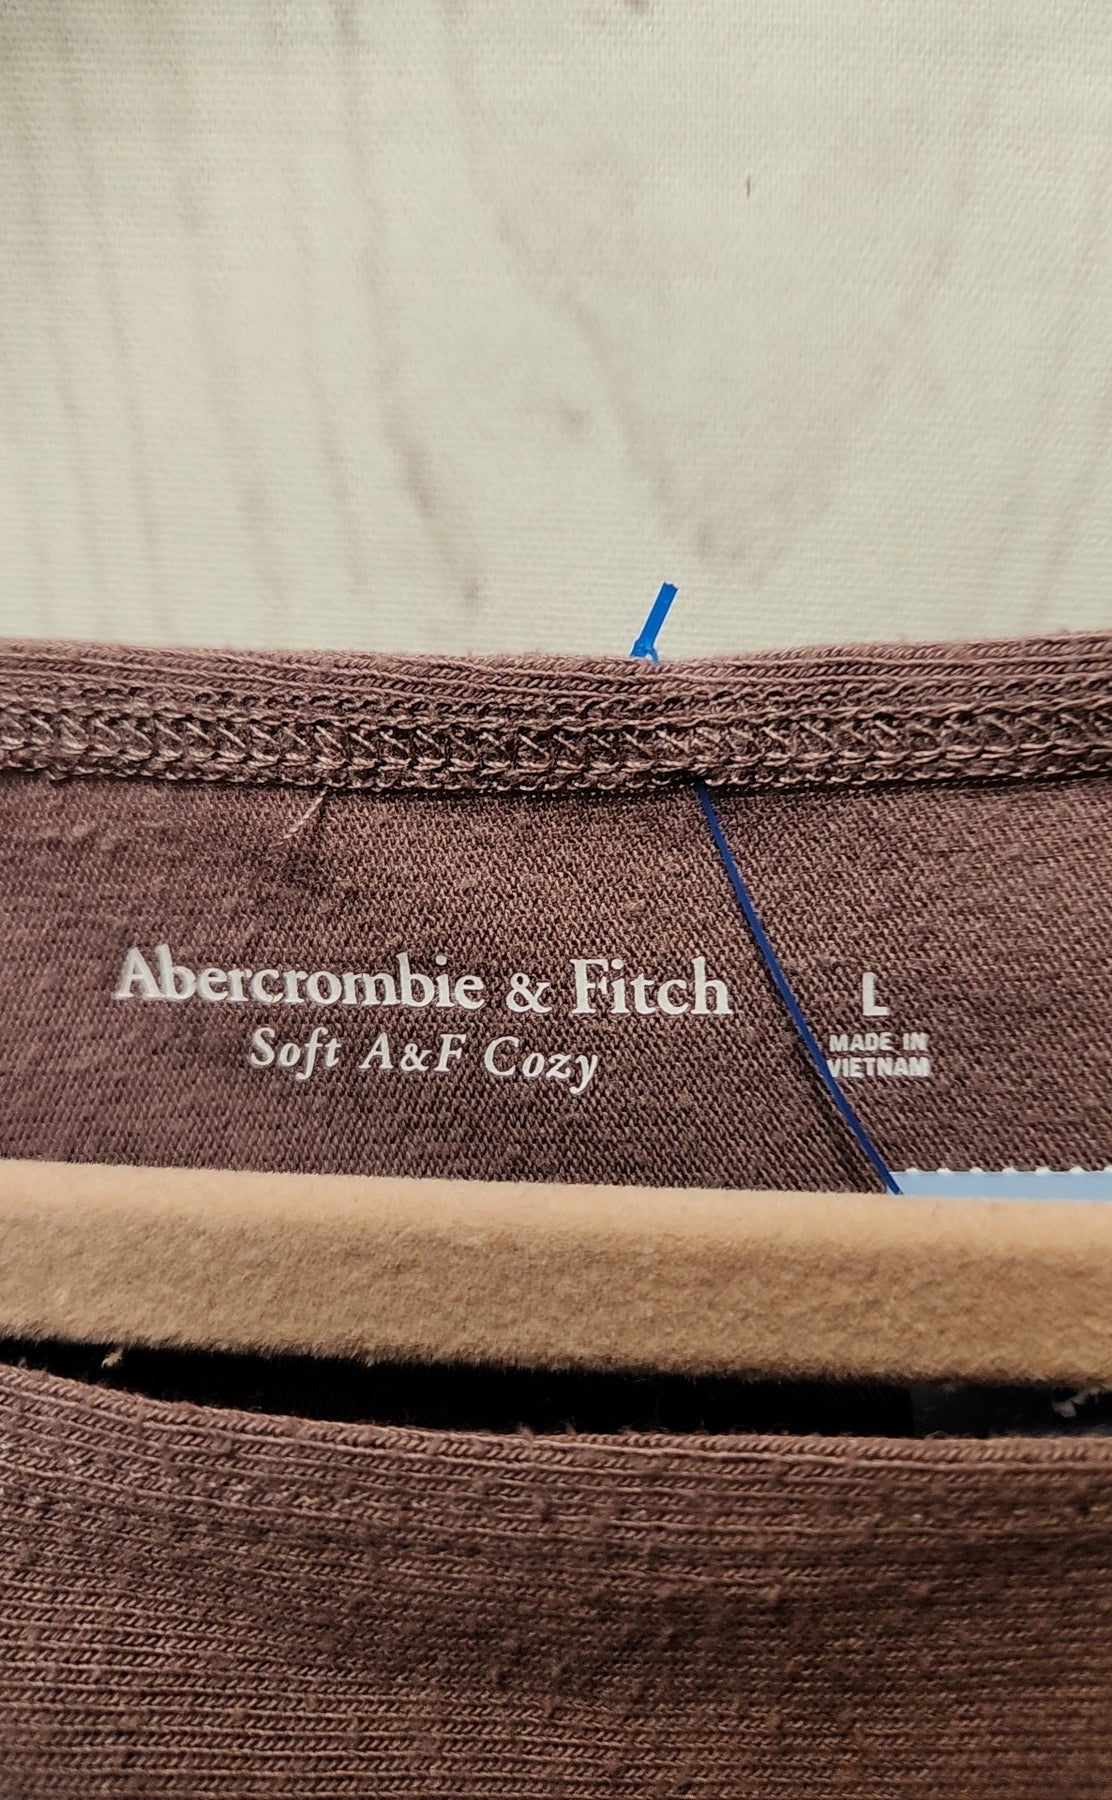 Abercrombie & Fitch
Soft A&F Cozy
L
MADE IN
VIETNAM